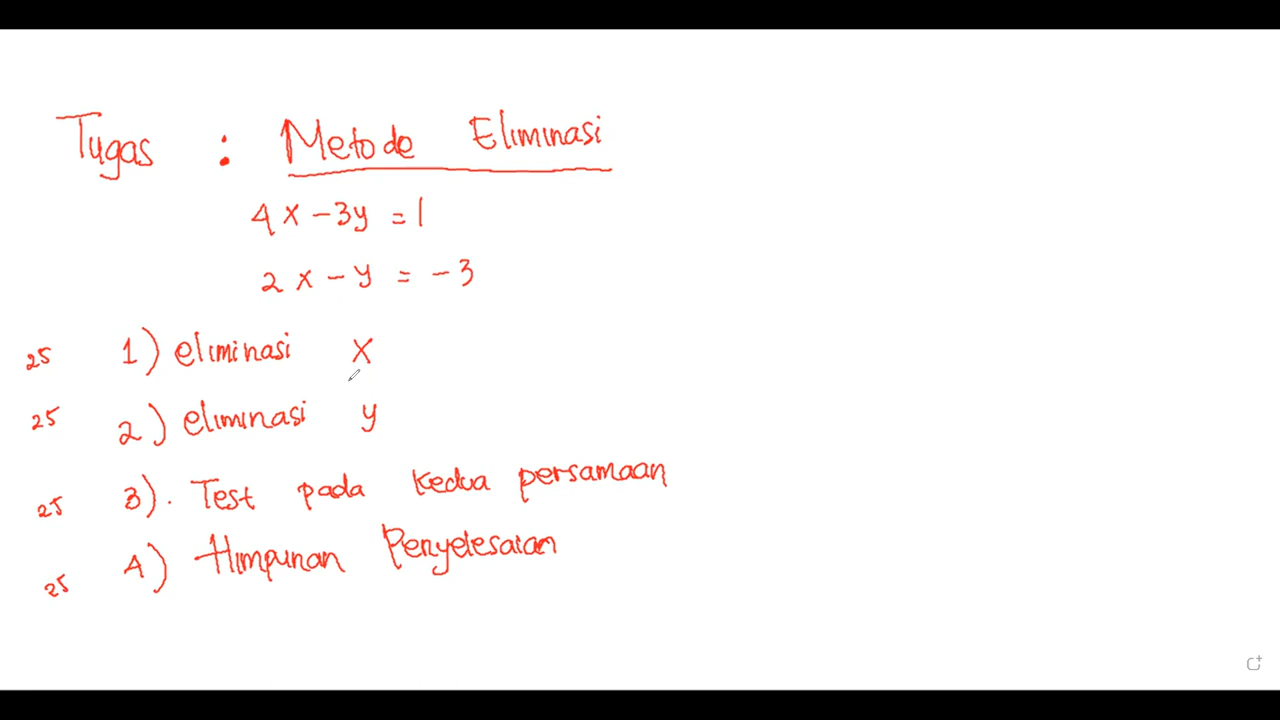 Tugas : Metode Eliminasi
4x - 3y = 1
2x - y = -3
25 1) eliminasi x
25 2) eliminasi y
25 3). Test pada kedua persamaan
25 4) Himpunan Penyelesaian